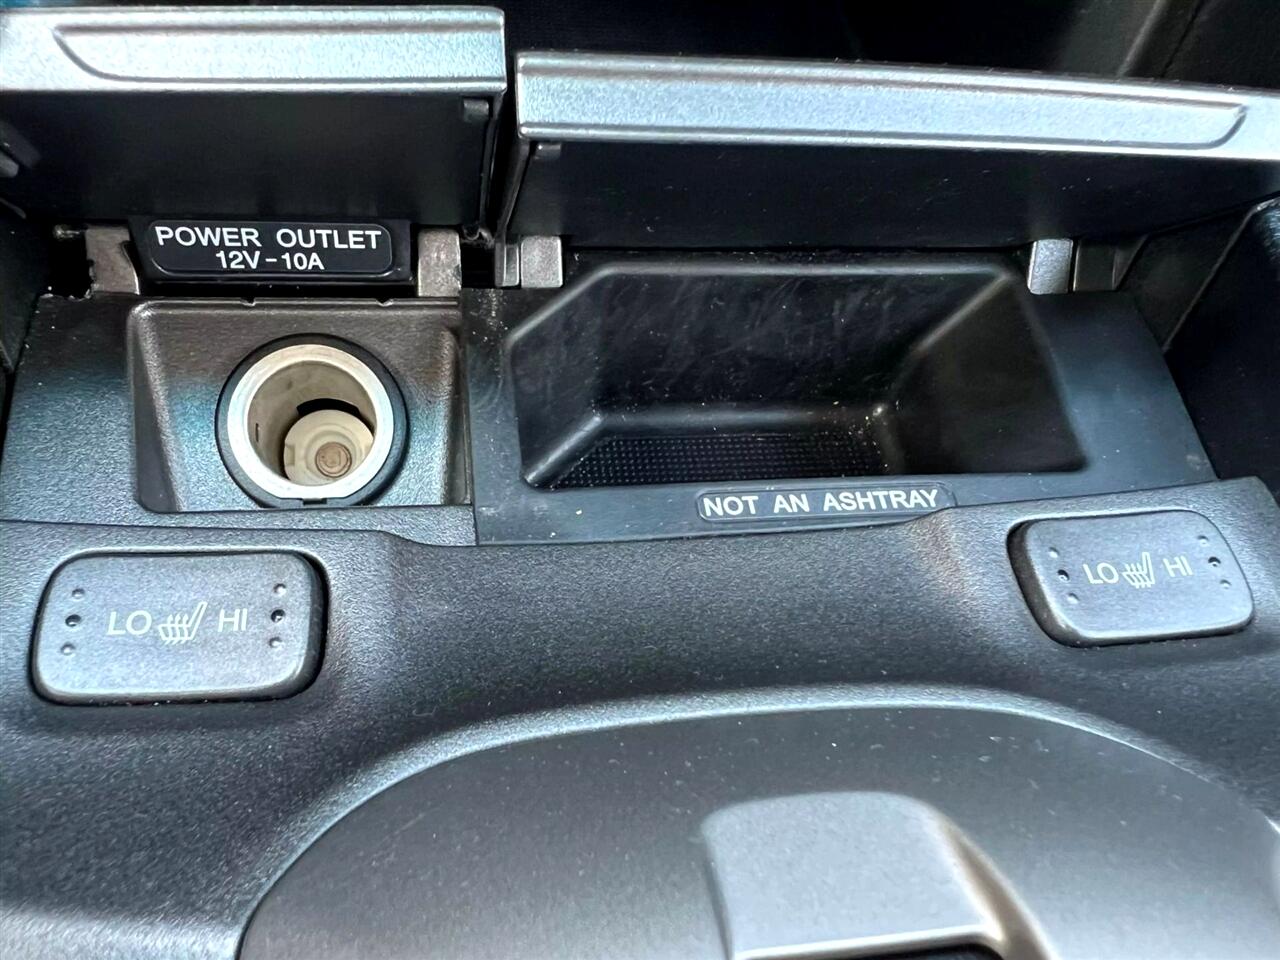 POWER OUTLET
12V-10A
NOT AN ASHTRAY
LO HI
LO HI